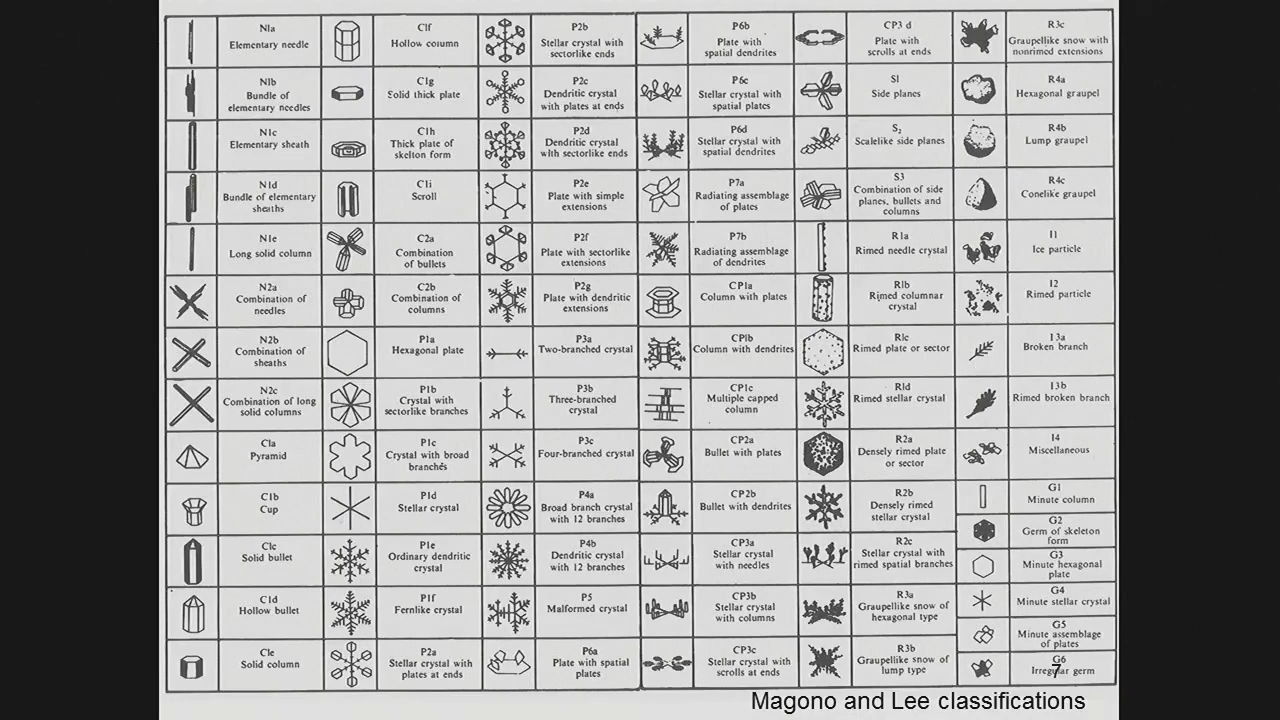 N1a
Elementary needle
N1b
Bundle of
elementary needles
N1c
Elementary sheath
N1d
Bundle of elementary
sheaths
N1e
Long solid column
N2a
Combination of
needles
N2b
Combination of
sheaths
N2c
Combination of long
solid columns
C1a
Pyramid
C1b
Cup
C1c
Solid bullet
C1d
Hollow bullet
C1e
Solid column
C1f
Hollow column
C1g
Solid thick plate
C1h
Thick plate of
skelton form
C1i
Scroll
C2a
Combination
of bullets
C2b
Combination of
columns
P1a
Hexagonal plate
P1b
Crystal with
sectorlike branches
P1c
Crystal with broad
branches
P1d
Stellar crystal
P1e
Ordinary dendritic
crystal
P1f
Fernlike crystal
P2a
Stellar crystal with
plates at ends
P2b
Stellar crystal with
sectorlike ends
P2c
Dendritic crystal
with plates at ends
P2d
Dendritic crystal
with sectorlike ends
P2e
Plate with simple
extensions
P2f
Plate with sectorlike
extensions
P2g
Plate with dendritic
extensions
P3a
Two-branched crystal
P3b
Three-branched
crystal
P3c
Four-branched crystal
P4a
Broad branch crystal
with 12 branches
P4b
Dendritic crystal
with 12 branches
P5
Malformed crystal
P6a
Plate with spatial
plates
P6b
Plate with
spatial dendrites
P6c
Stellar crystal with
spatial plates
P6d
Stellar crystal with
spatial dendrites
P7a
Radiating assemblage
of plates
P7b
Radiating assemblage
of dendrites
CP1a
Column with plates
CP1b
Column with dendrites
CP1c
Multiple capped
column
CP2a
Bullet with plates
CP2b
Bullet with dendrites
CP3a
Stellar crystal
with needles
CP3b
Stellar crystal
with columns
CP3c
Stellar crystal with
scrolls at ends
CP3 d
Plate with
scrolls at ends
S1
Side planes
S2
Scalelike side planes
S3
Combination of side
planes, bullets and
columns
R1a
Rimed needle crystal
R1b
Rimed columnar
crystal
R1c
Rimed plate or sector
R1d
Rimed stellar crystal
R2a
Densely rimed plate
or sector
R2b
Densely rimed
stellar crystal
R2c
Stellar crystal with
rimed spatial branches
R3a
Graupellike snow of
hexagonal type
R3b
Graupellike snow of
lump type
R3c
Graupellike snow with
nonrimed extensions
R4a
Hexagonal graupel
R4b
Lump graupel
R4c
Conelike graupel
I1
Ice particle
I2
Rimed particle
I3a
Broken branch
I3b
Rimed broken branch
I4
Miscellaneous
G1
Minute column
G2
Germ of skeleton
form
G3
Minute hexagonal
plate
G4
Minute stellar crystal
G5
Minute assemblage
of plates
G6
Irregular germ
7
Magono and Lee classifications